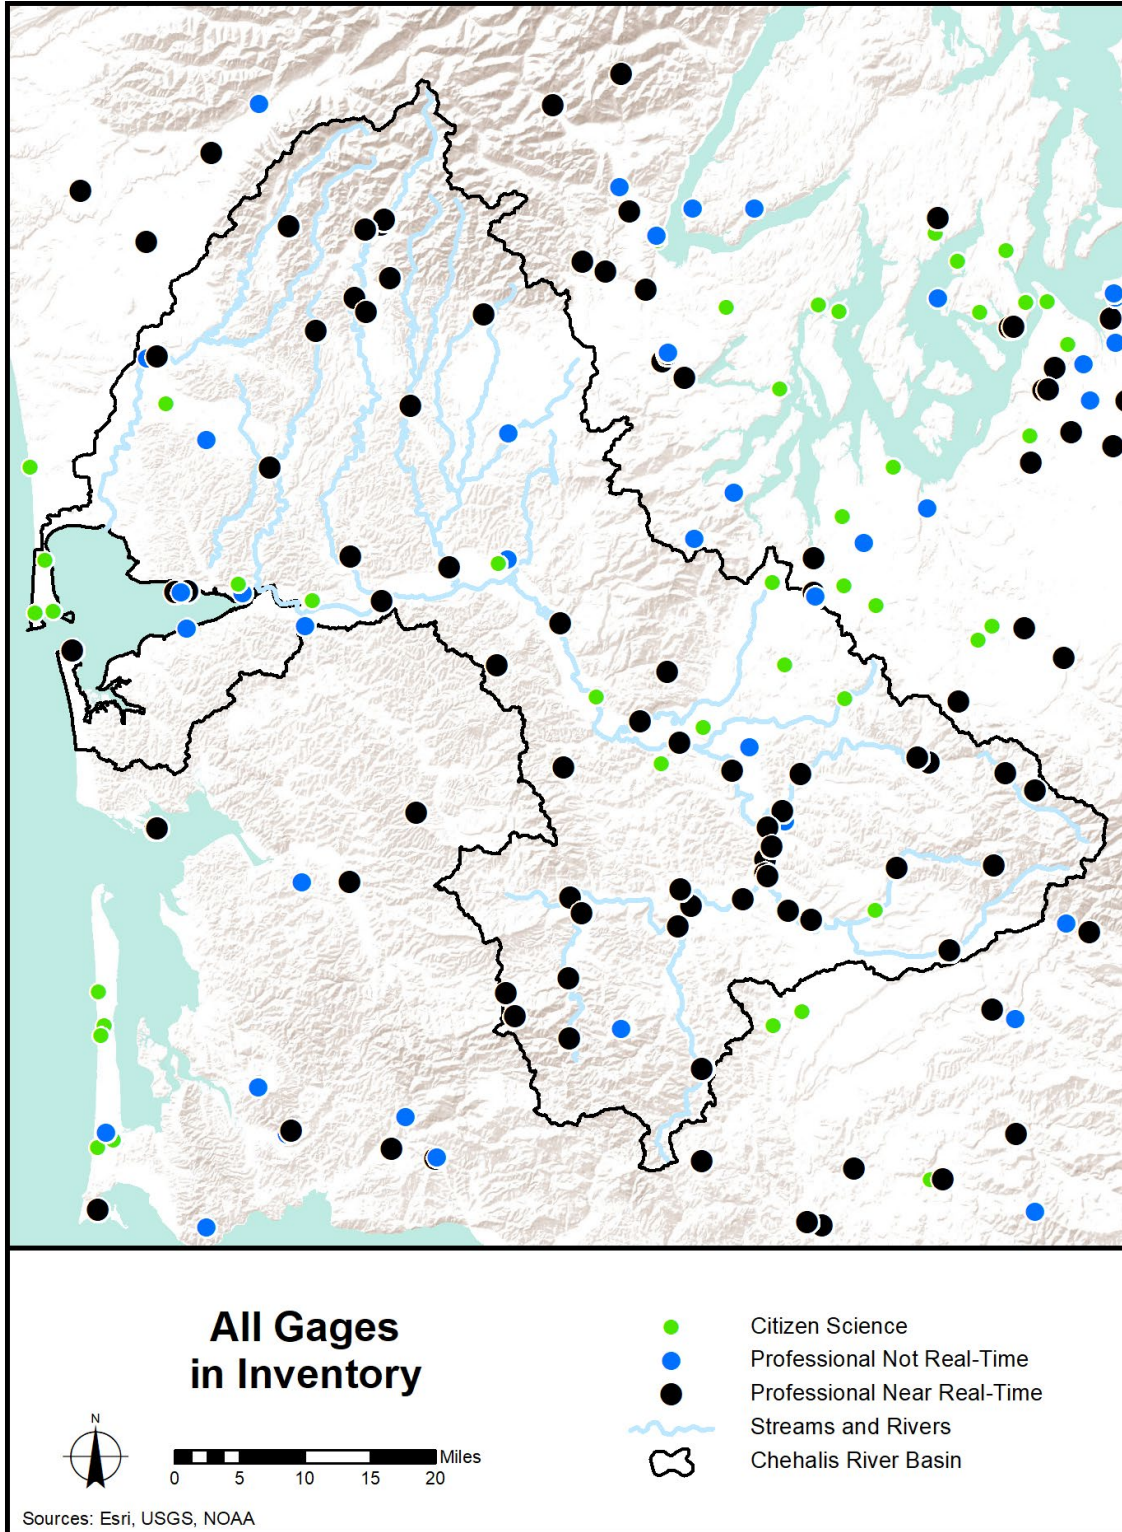 All Gages
in Inventory
N
Miles
0 5 10 15 20
Sources: Esri, USGS, NOAA
Citizen Science
Professional Not Real-Time
Professional Near Real-Time
Streams and Rivers
Chehalis River Basin